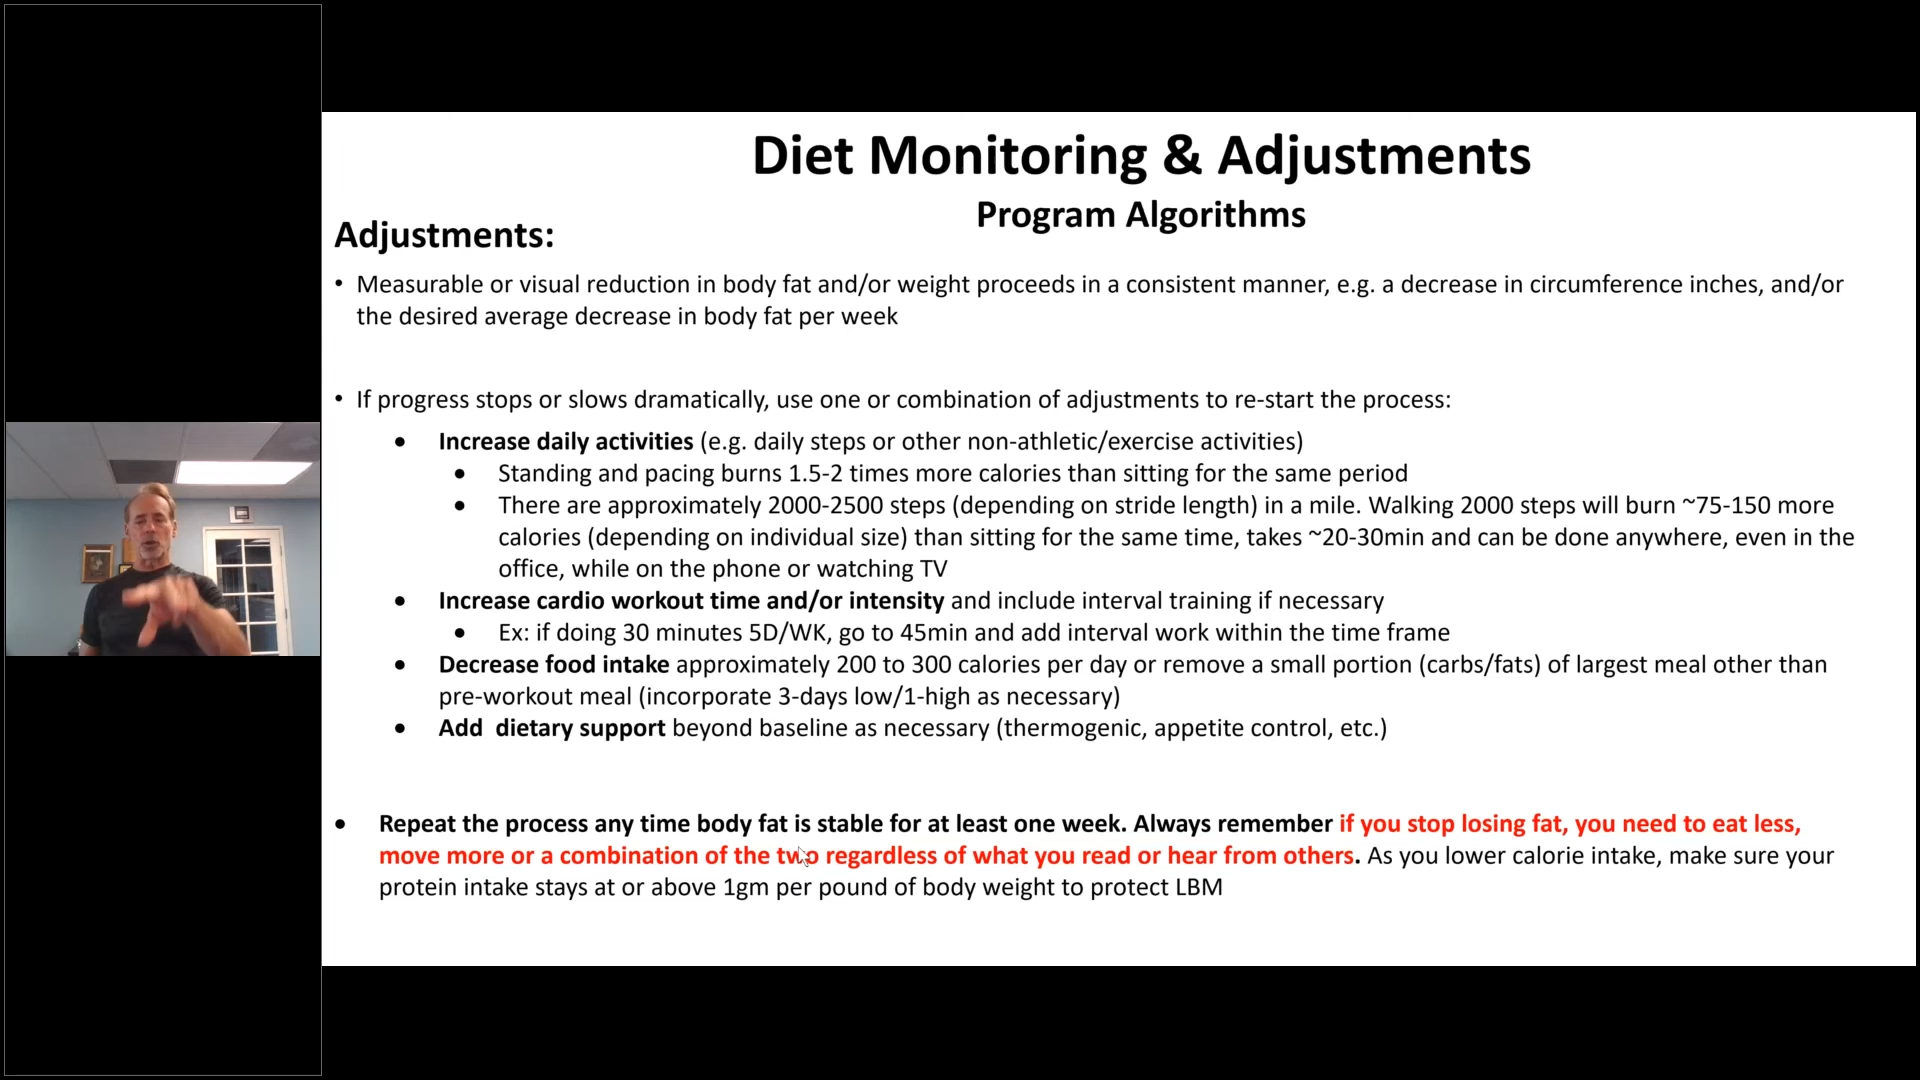 Diet Monitoring & Adjustments
Program Algorithms
Adjustments:
• Measurable or visual reduction in body fat and/or weight proceeds in a consistent manner, e.g. a decrease in circumference inches, and/or
the desired average decrease in body fat per week
• If progress stops or slows dramatically, use one or combination of adjustments to re-start the process:
• Increase daily activities (e.g. daily steps or other non-athletic/exercise activities)
• Standing and pacing burns 1.5-2 times more calories than sitting for the same period
• There are approximately 2000-2500 steps (depending on stride length) in a mile. Walking 2000 steps will burn ~75-150 more
calories (depending on individual size) than sitting for the same time, takes ~20-30min and can be done anywhere, even in the
office, while on the phone or watching TV
• Increase cardio workout time and/or intensity and include interval training if necessary
• Ex: if doing 30 minutes 5D/WK, go to 45min and add interval work within the time frame
• Decrease food intake approximately 200 to 300 calories per day or remove a small portion (carbs/fats) of largest meal other than
pre-workout meal (incorporate 3-days low/1-high as necessary)
• Add  dietary support beyond baseline as necessary (thermogenic, appetite control, etc.)
• Repeat the process any time body fat is stable for at least one week. Always remember if you stop losing fat, you need to eat less,
move more or a combination of the two regardless of what you read or hear from others. As you lower calorie intake, make sure your
protein intake stays at or above 1gm per pound of body weight to protect LBM